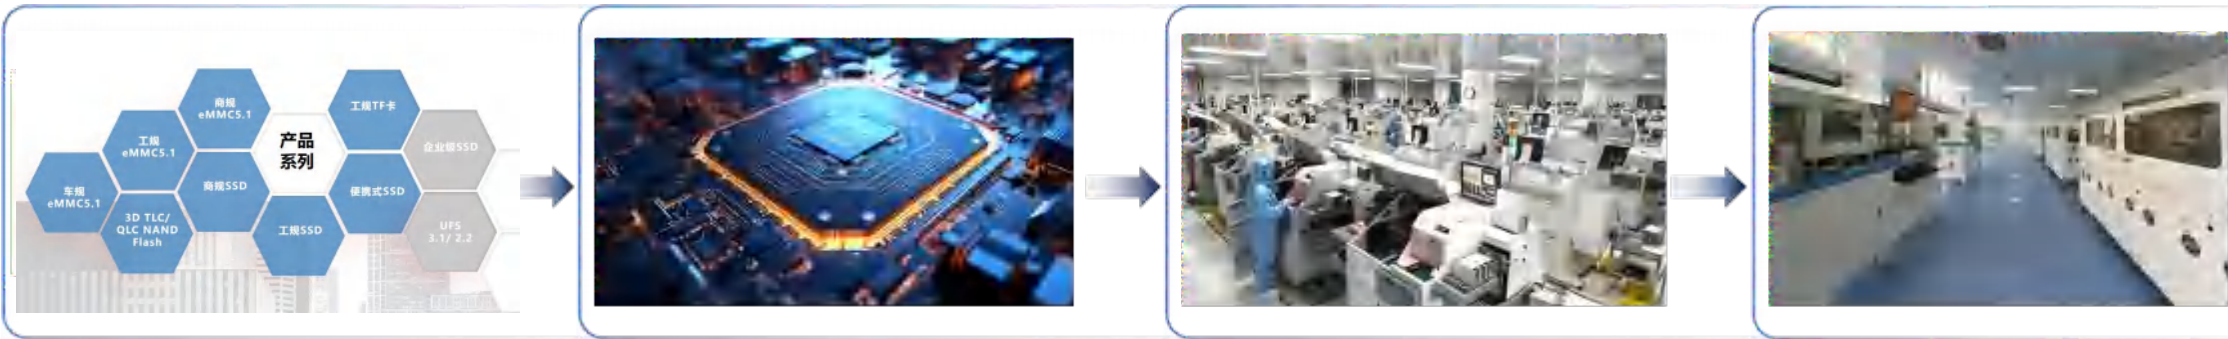 商规
eMMC5.1
工规TF卡
工规
eMMC5.1
产品
系列
企业级SSD
车规
eMMC5.1
商规SSD
便携式SSD
3D TLC/
QLC NAND
Flash
工规SSD
UFS
3.1/ 2.2